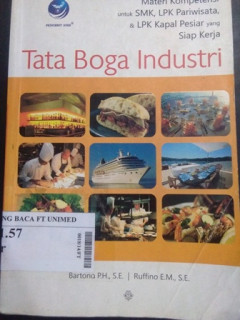 Materi Kompetensi
untuk SMK, LPK Pariwisata,
& LPK Kapal Pesiar yang
Siap Kerja
Tata Boga Industri
NG BACA FT UNIMED
1.57
r
Bartono P.H., S.E. | Ruffino E.M., S.E.